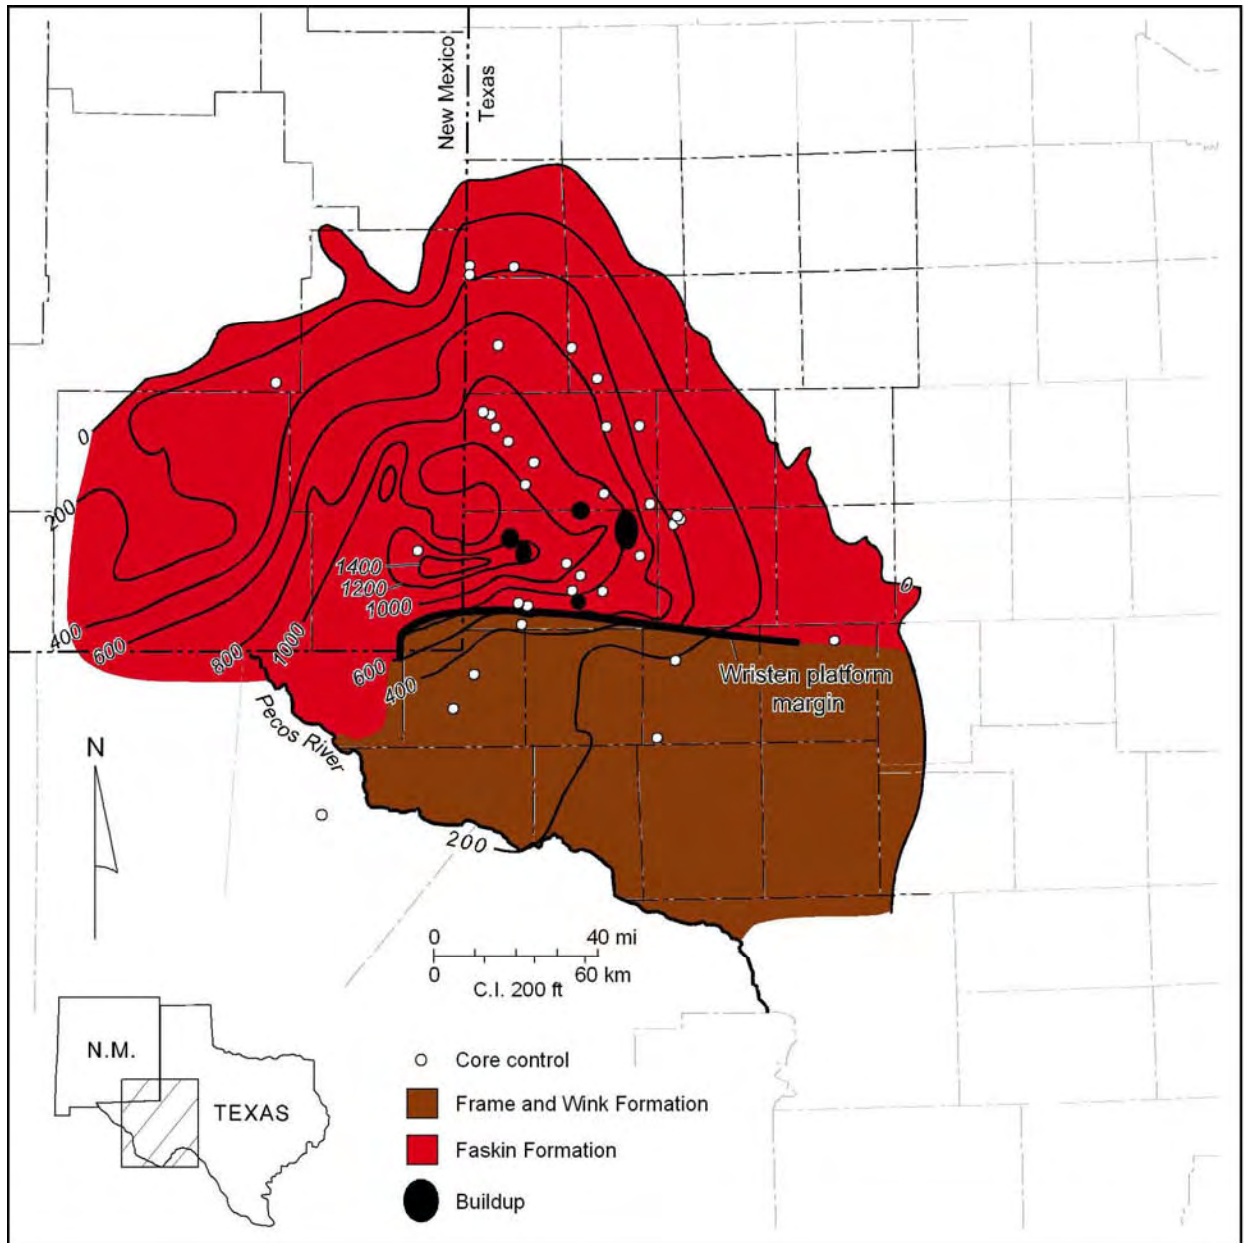 New Mexico
Texas
0
200
400
600
800
1000
1400
1200
1000
600
400
0
Wristen platform
margin
Pecos River
N
200
0 40 mi
0 60 km
C.I. 200 ft
N.M.
TEXAS
Core control
Frame and Wink Formation
Faskin Formation
Buildup